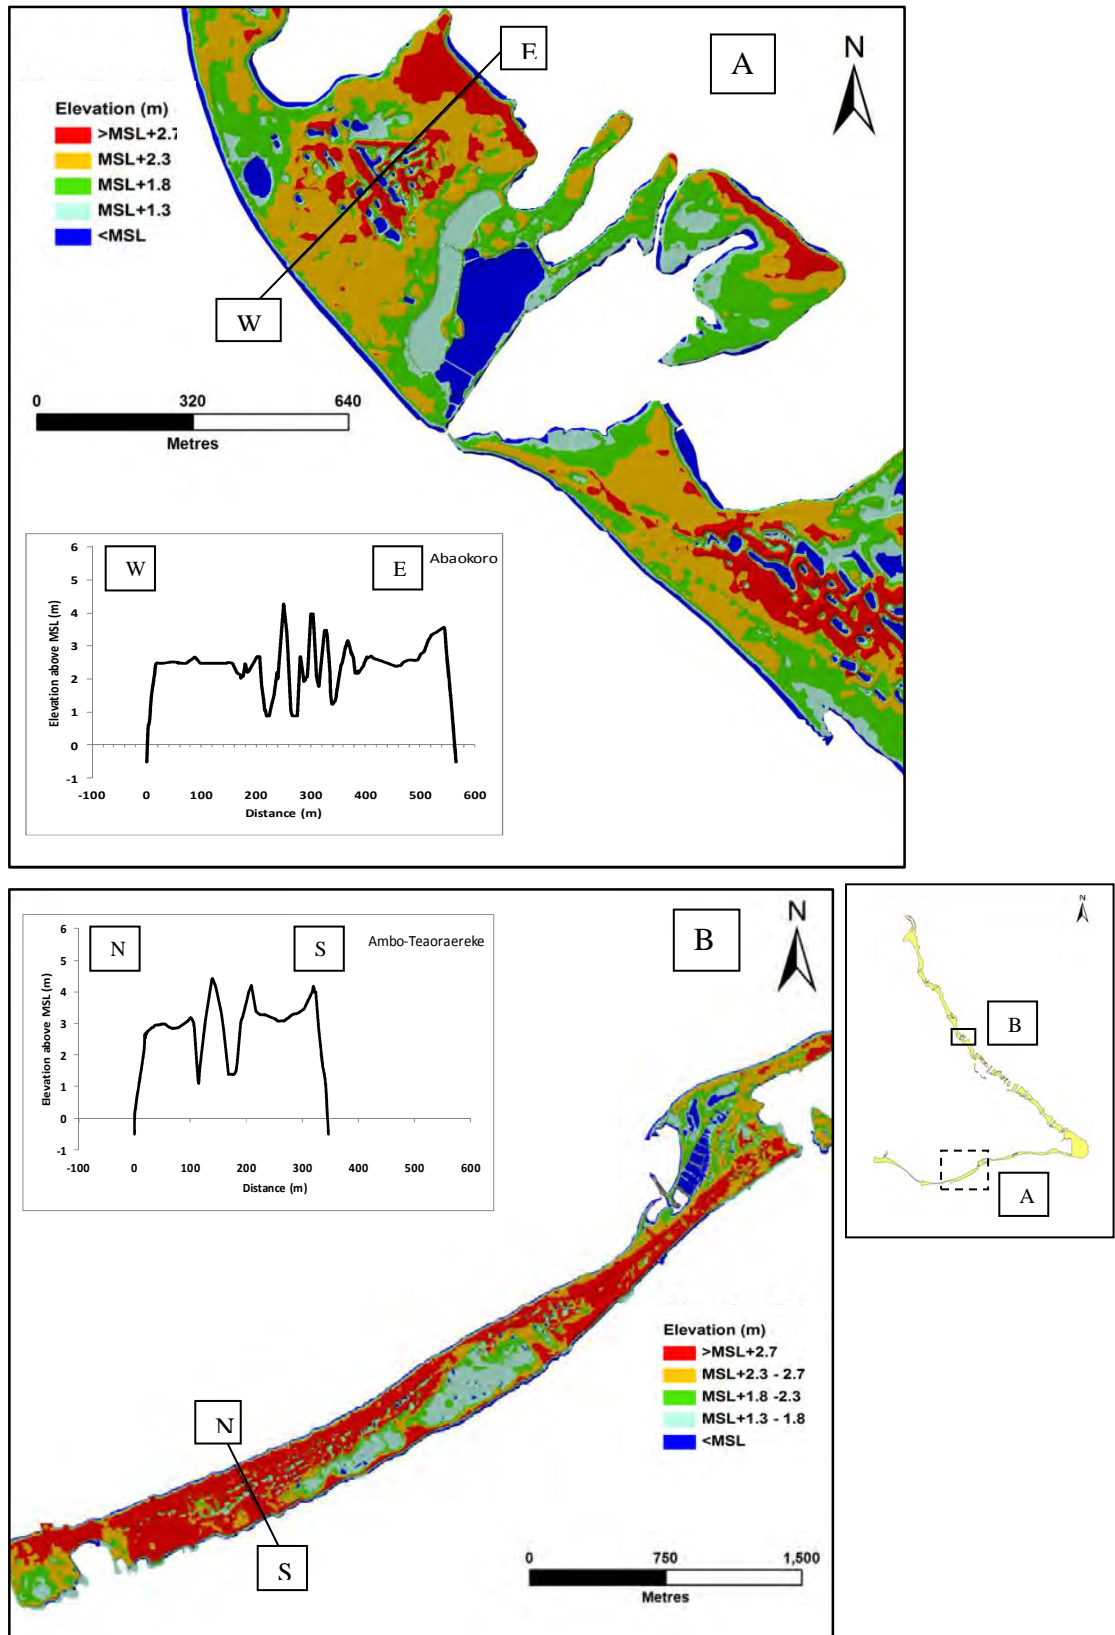 E
A
N
Elevation (m)
>MSL+2.7
MSL+2.3
MSL+1.8
MSL+1.3
<MSL
W
0 320 640
Metres
W
E
Abaokoro
6
5
4
3
2
1
0
-1
Elevation above MSL (m)
-100 0 100 200 300 400 500 600
Distance (m)
N
S
Ambo-Teaoraereke
B
N
6
5
4
3
2
1
0
-1
Elevation above MSL (m)
-100 0 100 200 300 400 500 600
Distance (m)
N
B
A
Elevation (m)
>MSL+2.7
MSL+2.3 - 2.7
MSL+1.8 -2.3
MSL+1.3 - 1.8
<MSL
N
S
0 750 1,500
Metres